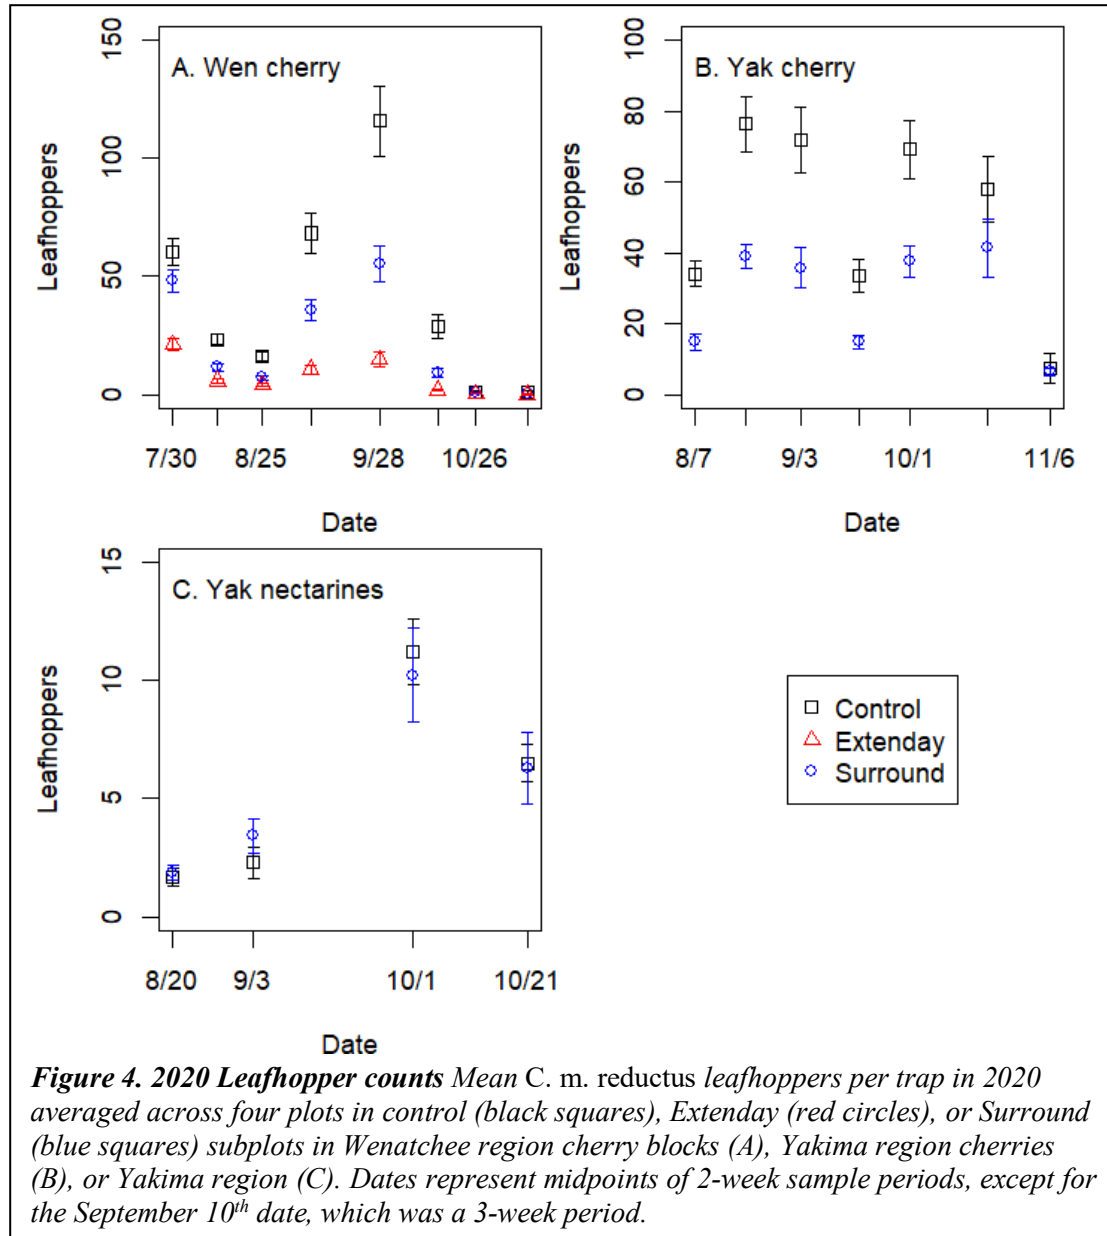 A. Wen cherry
Leafhoppers
150
100
50
0
7/30 8/25 9/28 10/26
Date
B. Yak cherry
Leafhoppers
100
80
60
40
20
0
8/7 9/3 10/1 11/6
Date
C. Yak nectarines
Leafhoppers
15
10
5
0
8/20 9/3 10/1 10/21
Date
Control
Extenday
Surround
Figure 4. 2020 Leafhopper counts Mean C. m. reductus leafhoppers per trap in 2020
averaged across four plots in control (black squares), Extenday (red circles), or Surround
(blue squares) subplots in Wenatchee region cherry blocks (A), Yakima region cherries
(B), or Yakima region (C). Dates represent midpoints of 2-week sample periods, except for
the September 10th date, which was a 3-week period.